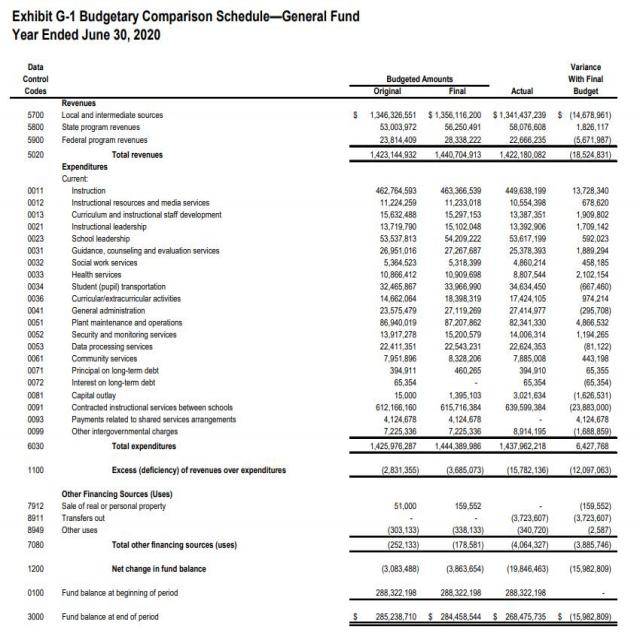 Exhibit G-1 Budgetary Comparison Schedule—General Fund
Year Ended June 30, 2020
Data Variance
Control Budgeted Amounts With Final
Codes Original Final Actual Budget
Revenues
5700 Local and intermediate sources $ 1,346,326,551 $ 1,356,116,200 $ 1,341,437,239 $ (14,678,961)
5800 State program revenues 53,003,972 56,250,491 58,076,608 1,826,117
5900 Federal program revenues 23,814,409 28,338,222 22,666,235 (5,671,987)
5020 Total revenues 1,423,144,932 1,440,704,913 1,422,180,082 (18,524,831)
Expenditures
Current:
0011 Instruction 462,764,593 463,366,539 449,638,199 13,728,340
0012 Instructional resources and media services 11,224,259 11,233,018 10,554,398 678,620
0013 Curriculum and instructional staff development 15,632,488 15,297,153 13,387,351 1,909,802
0021 Instructional leadership 13,719,790 15,102,048 13,392,906 1,709,142
0023 School leadership 53,537,813 54,209,222 53,617,199 592,023
0031 Guidance, counseling and evaluation services 26,951,016 27,267,687 25,378,393 1,889,294
0032 Social work services 5,364,523 5,318,399 4,860,214 458,185
0033 Health services 10,866,412 10,909,698 8,807,544 2,102,154
0034 Student (pupil) transportation 32,465,867 33,966,990 34,634,450 (667,460)
0036 Curricular/extracurricular activities 14,662,064 18,398,319 17,424,105 974,214
0041 General administration 23,575,479 27,119,269 27,414,977 (295,708)
0051 Plant maintenance and operations 86,940,019 87,207,862 82,341,330 4,866,532
0052 Security and monitoring services 13,917,278 15,200,579 14,006,314 1,194,265
0053 Data processing services 22,411,351 22,543,231 22,624,353 (81,122)
0061 Community services 7,951,896 8,328,206 7,885,008 443,198
0071 Principal on long-term debt 394,911 460,265 394,910 65,355
0072 Interest on long-term debt 65,354 - 65,354 (65,354)
0081 Capital outlay 15,000 1,395,103 3,021,634 (1,626,531)
0091 Contracted instructional services between schools 612,166,160 615,716,384 639,599,384 (23,883,000)
0093 Payments related to shared services arrangements 4,124,678 4,124,678 - 4,124,678
0099 Other intergovernmental charges 7,225,336 7,225,336 8,914,195 (1,688,859)
6030 Total expenditures 1,425,976,287 1,444,389,986 1,437,962,218 6,427,768
1100 Excess (deficiency) of revenues over expenditures (2,831,355) (3,685,073) (15,782,136) (12,097,063)
Other Financing Sources (Uses)
7912 Sale of real or personal property 51,000 159,552 - (159,552)
8911 Transfers out - - (3,723,607) (3,723,607)
8949 Other uses (303,133) (338,133) (340,720) (2,587)
7080 Total other financing sources (uses) (252,133) (178,581) (4,064,327) (3,885,746)
1200 Net change in fund balance (3,083,488) (3,863,654) (19,846,463) (15,982,809)
0100 Fund balance at beginning of period 288,322,198 288,322,198 288,322,198 -
3000 Fund balance at end of period $ 285,238,710 $ 284,458,544 $ 268,475,735 $ (15,982,809)